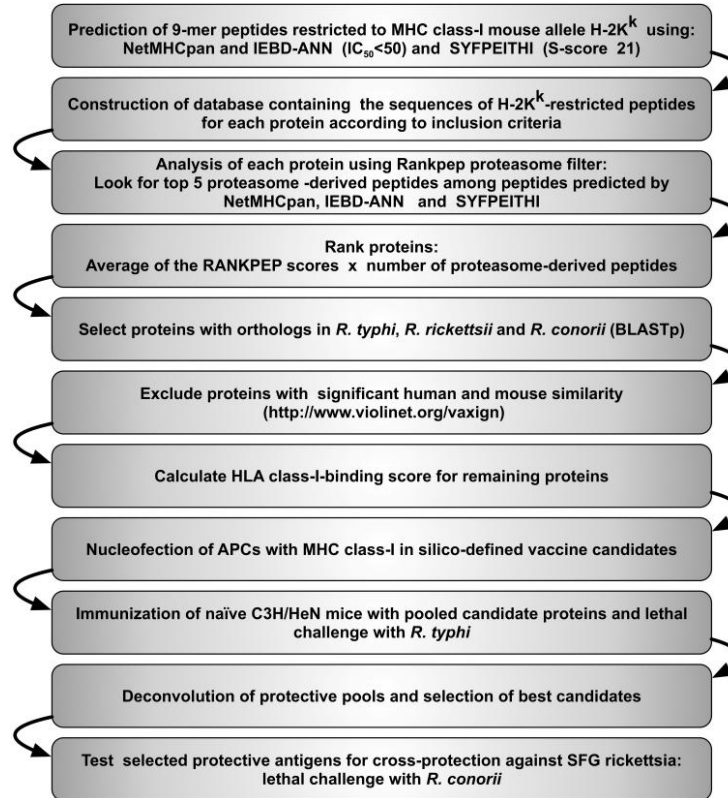 Prediction of 9-mer peptides restricted to MHC class-I mouse allele H-2Kᵏ using:
NetMHCpan and IEBD-ANN (IC₅₀<50) and SYFPEITHI (S-score 21)
Construction of database containing the sequences of H-2Kᵏ-restricted peptides
for each protein according to inclusion criteria
Analysis of each protein using Rankpep proteasome filter:
Look for top 5 proteasome -derived peptides among peptides predicted by
NetMHCpan, IEBD-ANN and SYFPEITHI
Rank proteins:
Average of the RANKPEP scores x number of proteasome-derived peptides
Select proteins with orthologs in R. typhi, R. rickettsii and R. conorii (BLASTp)
Exclude proteins with significant human and mouse similarity
(http://www.violinet.org/vaxign)
Calculate HLA class-I-binding score for remaining proteins
Nucleofection of APCs with MHC class-I in silico-defined vaccine candidates
Immunization of naïve C3H/HeN mice with pooled candidate proteins and lethal
challenge with R. typhi
Deconvolution of protective pools and selection of best candidates
Test selected protective antigens for cross-protection against SFG rickettsia:
lethal challenge with R. conorii